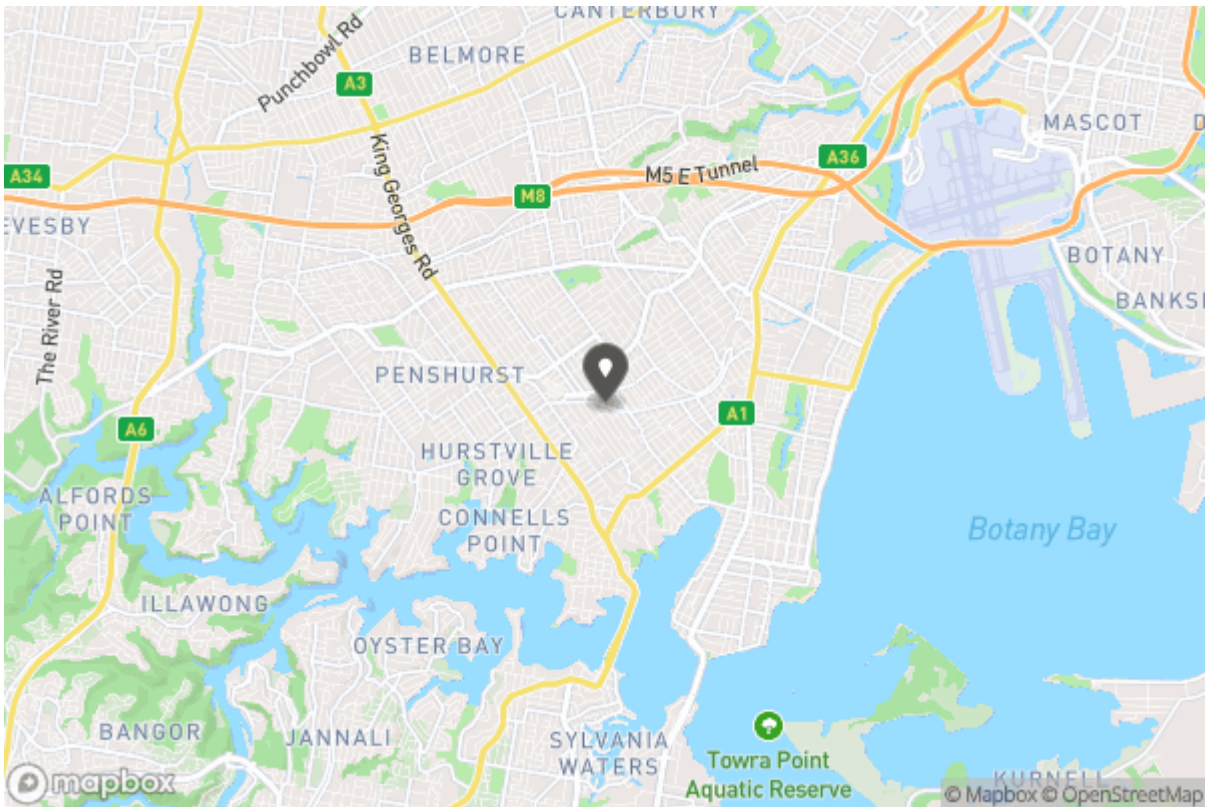 CANTERBURY
Punchbowl Rd
BELMORE
A3
MASCOT
D
A36
M5 E Tunnel
A34
M8
King Georges Rd
EVESBY
BOTANY
BANKSI
The River Rd
PENSHURST
A1
A6
HURSTVILLE
GROVE
ALFORDS
POINT
CONNELLS
POINT
Botany Bay
ILLAWONG
OYSTER BAY
BANGOR
JANNALI
SYLVANIA
WATERS
Towra Point
Aquatic Reserve
KURNELL
mapbox
© Mapbox © OpenStreetMap